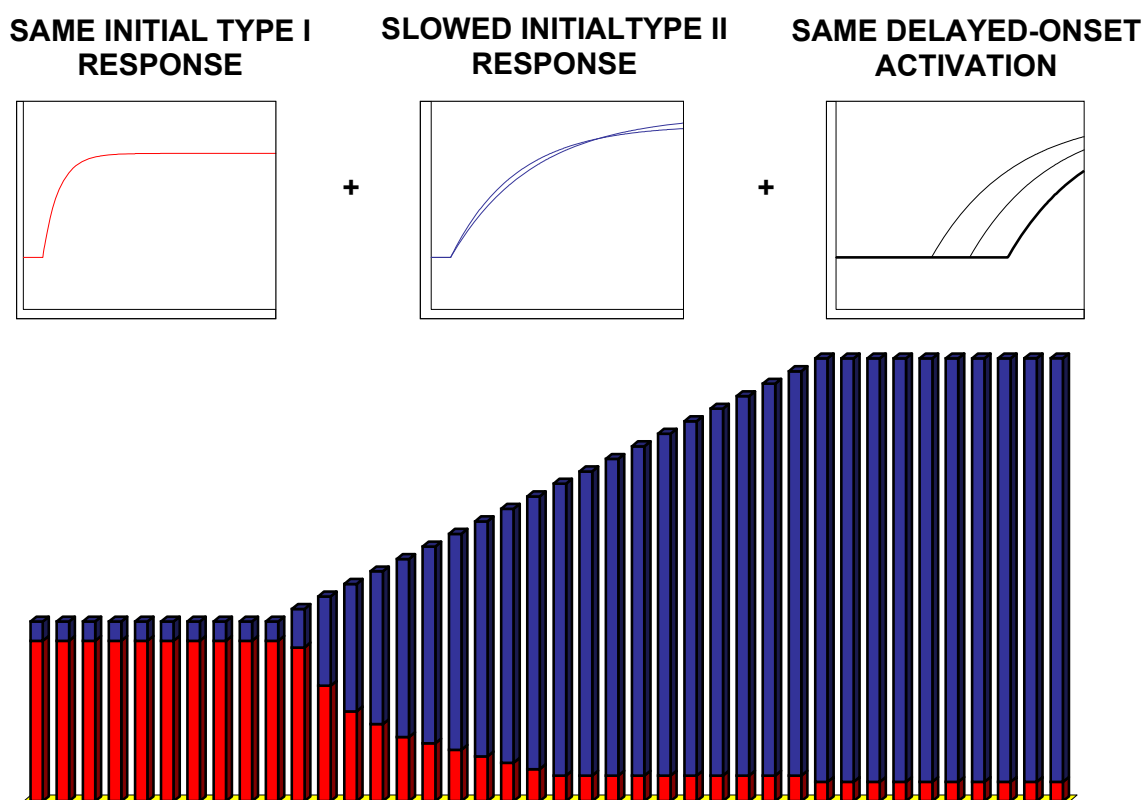 SAME INITIAL TYPE I
RESPONSE
SLOWED INITIALTYPE II
RESPONSE
SAME DELAYED-ONSET
ACTIVATION
+
+